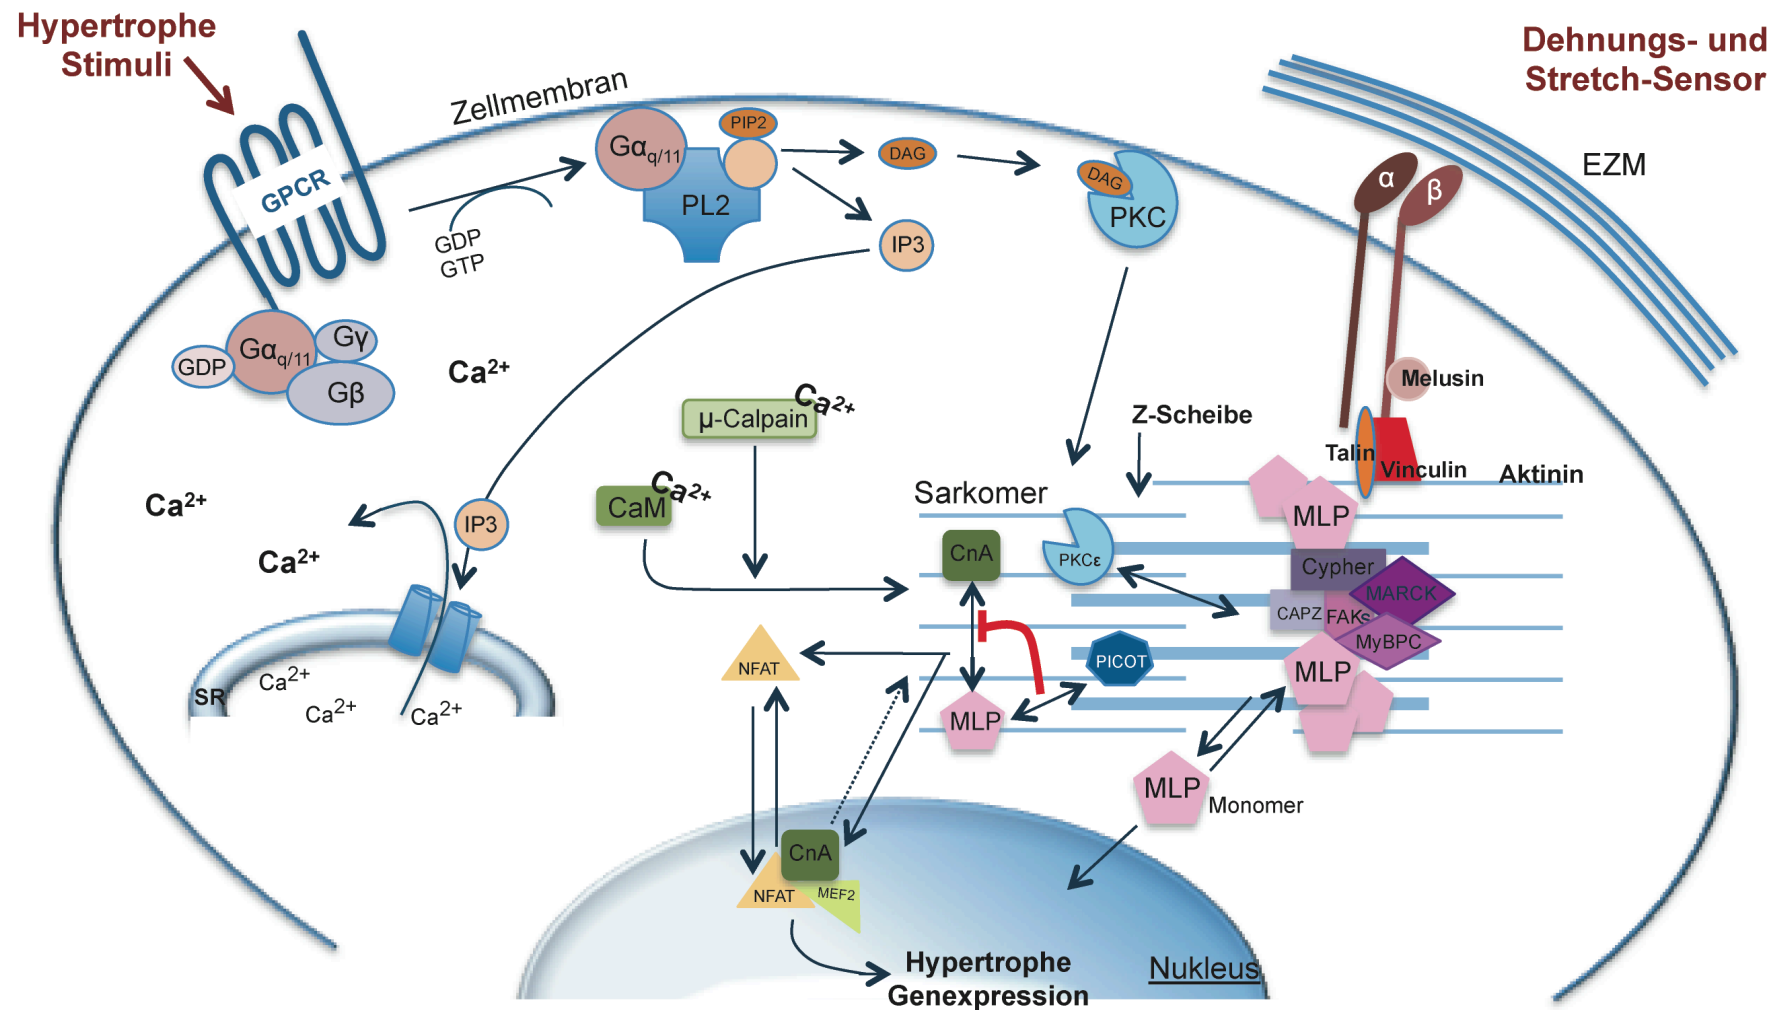 Hypertrophe
Stimuli
Dehnungs- und
Stretch-Sensor
Zellmembran
GPCR
GDP
GTP
Gαq/11
PIP2
PL2
DAG
IP3
DAG
PKC
EZM
α
β
GDP
Gαq/11
Gγ
Gβ
Ca2+
Melusin
µ-Calpain
Ca2+
Z-Scheibe
Talin
Vinculin
Aktinin
Ca2+
CaM
Ca2+
IP3
Sarkomer
MLP
Ca2+
CnA
PKCε
Cypher
MARCK
CAPZ
FAKs
MyBPC
NFAT
PICOT
MLP
SR
Ca2+
Ca2+
Ca2+
MLP
MLP
Monomer
CnA
NFAT
MEF2
Hypertrophe
Genexpression
Nukleus